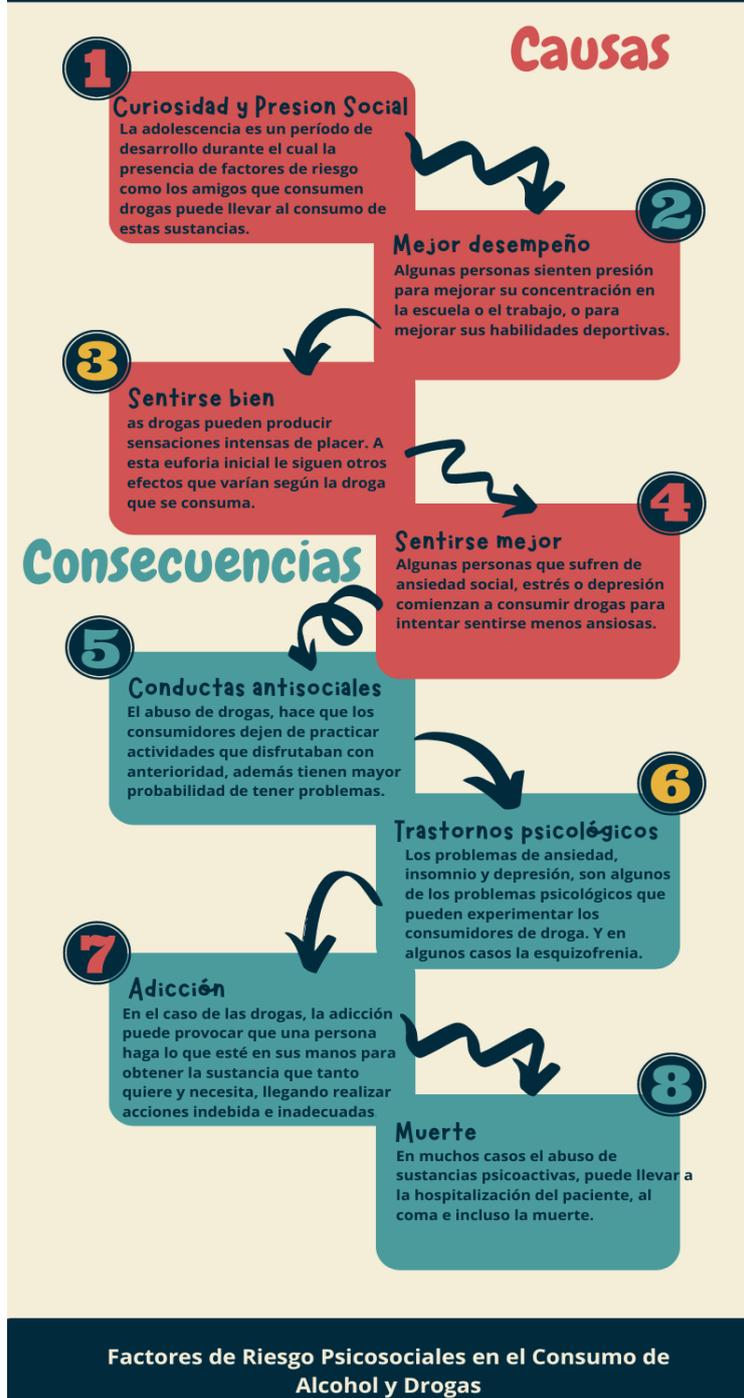 Causas
1
Curiosidad y Presion Social
La adolescencia es un período de
desarrollo durante el cual la
presencia de factores de riesgo
como los amigos que consumen
drogas puede llevar al consumo de
estas sustancias.
2
Mejor desempeño
Algunas personas sienten presión
para mejorar su concentración en
la escuela o el trabajo, o para
mejorar sus habilidades deportivas.
3
Sentirse bien
as drogas pueden producir
sensaciones intensas de placer. A
esta euforia inicial le siguen otros
efectos que varían según la droga
que se consuma.
4
Sentirse mejor
Algunas personas que sufren de
ansiedad social, estrés o depresión
comienzan a consumir drogas para
intentar sentirse menos ansiosas.
Consecuencias
5
Conductas antisociales
El abuso de drogas, hace que los
consumidores dejen de practicar
actividades que disfrutaban con
anterioridad, además tienen mayor
probabilidad de tener problemas.
6
Trastornos psicológicos
Los problemas de ansiedad,
insomnio y depresión, son algunos
de los problemas psicológicos que
pueden experimentar los
consumidores de droga. Y en
algunos casos la esquizofrenia.
7
Adicción
En el caso de las drogas, la adicción
puede provocar que una persona
haga lo que esté en sus manos para
obtener la sustancia que tanto
quiere y necesita, llegando realizar
acciones indebida e inadecuadas
8
Muerte
En muchos casos el abuso de
sustancias psicoactivas, puede llevar a
la hospitalización del paciente, al
coma e incluso la muerte.
Factores de Riesgo Psicosociales en el Consumo de
Alcohol y Drogas